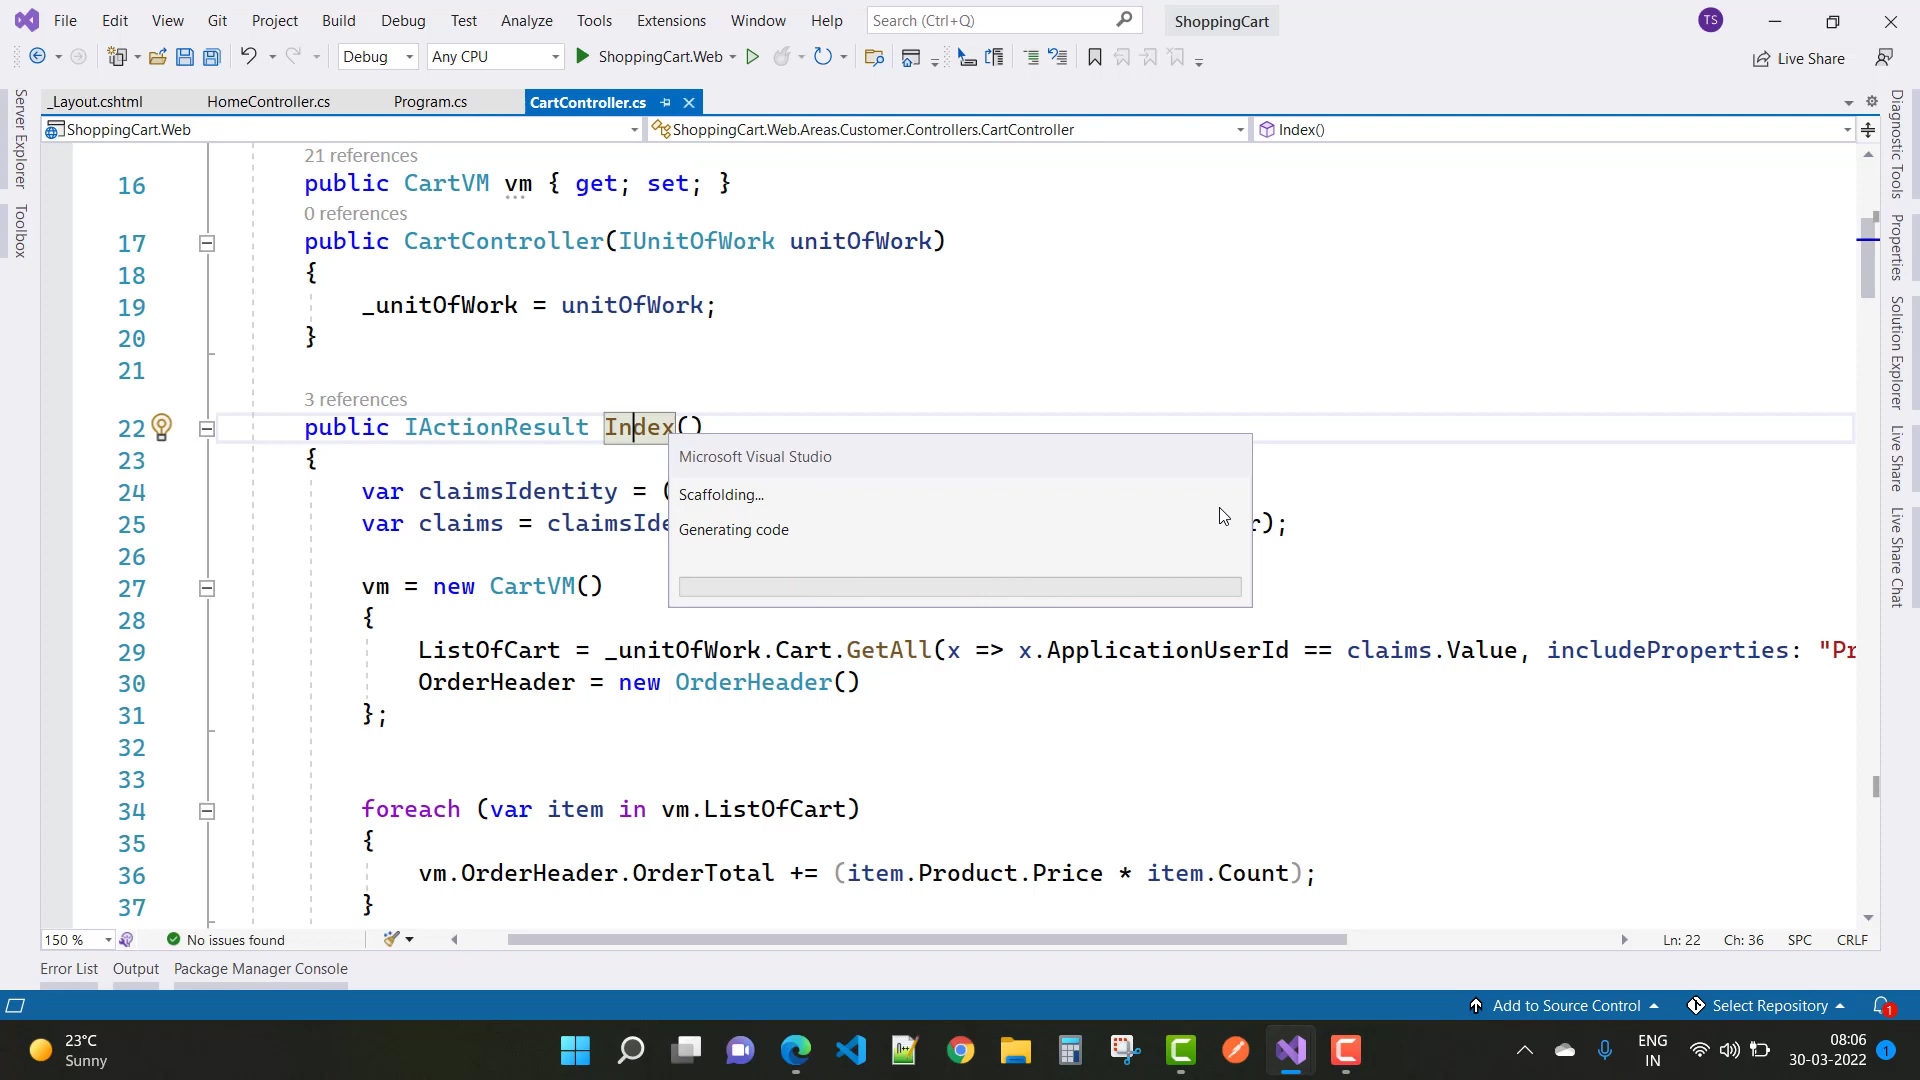 File Edit View Git Project Build Debug Test Analyze Tools Extensions Window Help Search (Ctrl+Q) ShoppingCart TS
Debug Any CPU ShoppingCart.Web Live Share
_Layout.cshtml HomeController.cs Program.cs CartController.cs
ShoppingCart.Web ShoppingCart.Web.Areas.Customer.Controllers.CartController Index()
Server Explorer
Toolbox
21 references
16 public CartVM vm { get; set; }
0 references
17 public CartController(IUnitOfWork unitOfWork)
18 {
19 _unitOfWork = unitOfWork;
20 }
21
3 references
22 public IActionResult Index()
23 {
24 var claimsIdentity = (
25 var claims = claimsIde r);
26
27 vm = new CartVM()
28 {
29 ListOfCart = _unitOfWork.Cart.GetAll(x => x.ApplicationUserId == claims.Value, includeProperties: "Pr
30 OrderHeader = new OrderHeader()
31 };
32
33
34 foreach (var item in vm.ListOfCart)
35 {
36 vm.OrderHeader.OrderTotal += (item.Product.Price * item.Count);
37 }
Microsoft Visual Studio
Scaffolding...
Generating code
Diagnostic Tools
Properties
Solution Explorer
Live Share
Live Share Chat
150 % No issues found Ln: 22 Ch: 36 SPC CRLF
Error List Output Package Manager Console
Add to Source Control Select Repository 1
23°C
Sunny
ENG
IN
08:06
30-03-2022
1